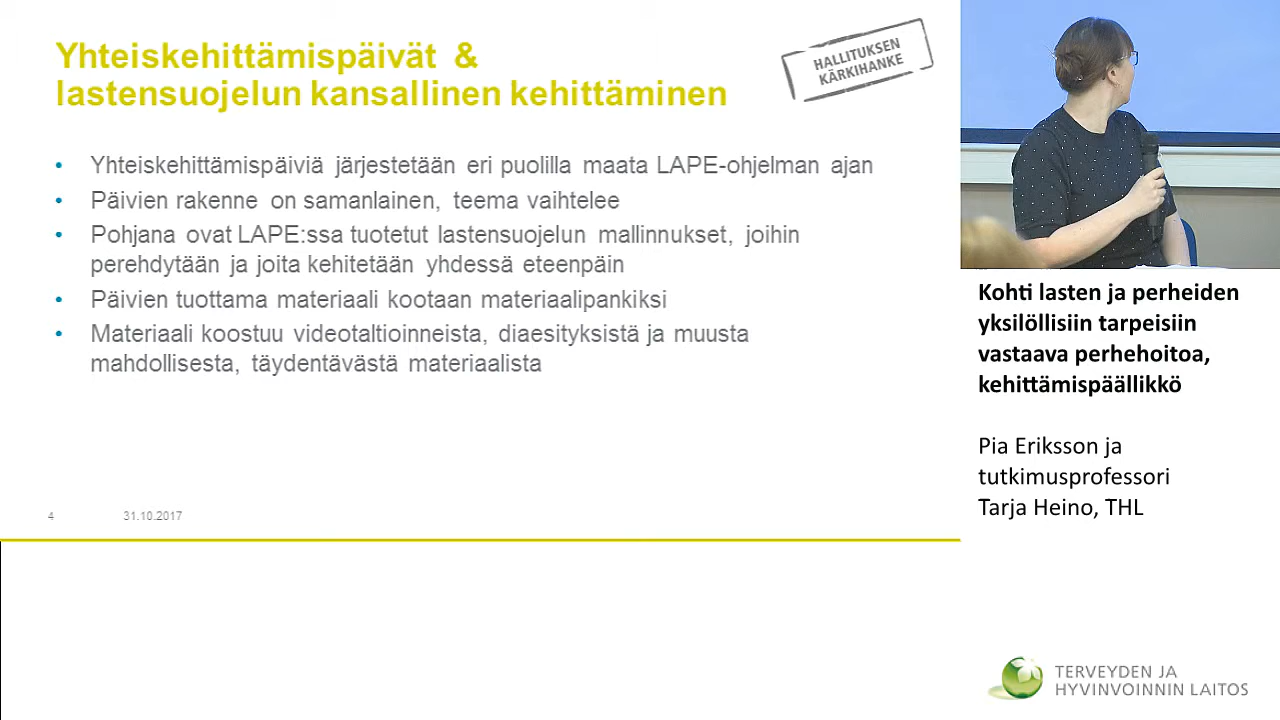 Yhteiskehittämispäivät &
lastensuojelun kansallinen kehittäminen
HALLITUKSEN
KÄRKIHANKE
• Yhteiskehittämispäiviä järjestetään eri puolilla maata LAPE-ohjelman ajan
• Päivien rakenne on samanlainen, teema vaihtelee
• Pohjana ovat LAPE:ssa tuotetut lastensuojelun mallinnukset, joihin
perehdytään ja joita kehitetään yhdessä eteenpäin
• Päivien tuottama materiaali kootaan materiaalipankiksi
• Materiaali koostuu videotaltioinneista, diaesityksistä ja muusta
mahdollisesta, täydentävästä materiaalista
4 31.10.2017
Kohti lasten ja perheiden
yksilöllisiin tarpeisiin
vastaava perhehoitoa,
kehittämispäällikkö
Pia Eriksson ja
tutkimusprofessori
Tarja Heino, THL
TERVEYDEN JA
HYVINVOINNIN LAITOS